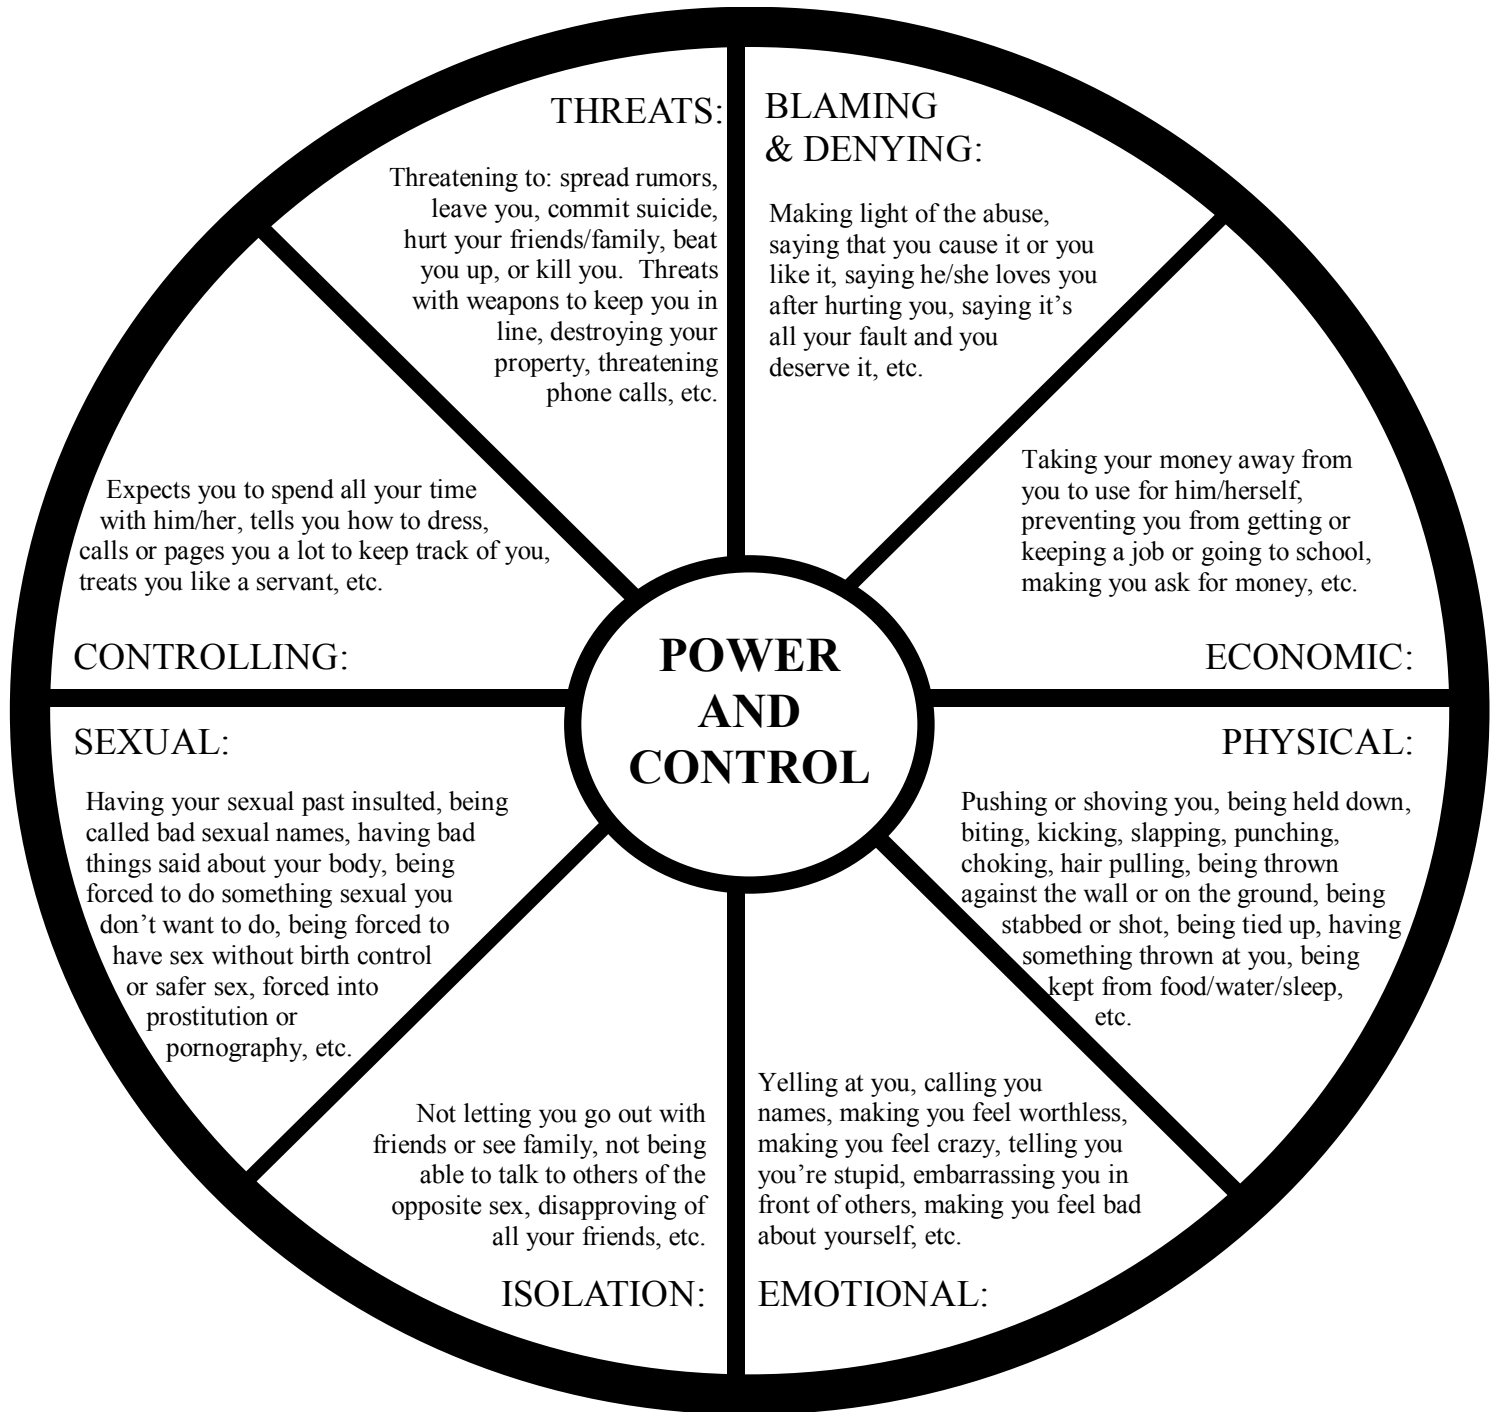 THREATS:
Threatening to: spread rumors,
leave you, commit suicide,
hurt your friends/family, beat
you up, or kill you.  Threats
with weapons to keep you in
line, destroying your
property, threatening
phone calls, etc.
BLAMING
& DENYING:
Making light of the abuse,
saying that you cause it or you
like it, saying he/she loves you
after hurting you, saying it’s
all your fault and you
deserve it, etc.
Taking your money away from
you to use for him/herself,
preventing you from getting or
keeping a job or going to school,
making you ask for money, etc.
ECONOMIC:
PHYSICAL:
Pushing or shoving you, being held down,
biting, kicking, slapping, punching,
choking, hair pulling, being thrown
against the wall or on the ground, being
stabbed or shot, being tied up, having
something thrown at you, being
kept from food/water/sleep,
etc.
Yelling at you, calling you
names, making you feel worthless,
making you feel crazy, telling you
you’re stupid, embarrassing you in
front of others, making you feel bad
about yourself, etc.
EMOTIONAL:
Not letting you go out with
friends or see family, not being
able to talk to others of the
opposite sex, disapproving of
all your friends, etc.
ISOLATION:
SEXUAL:
Having your sexual past insulted, being
called bad sexual names, having bad
things said about your body, being
forced to do something sexual you
don’t want to do, being forced to
have sex without birth control
or safer sex, forced into
prostitution or
pornography, etc.
Expects you to spend all your time
with him/her, tells you how to dress,
calls or pages you a lot to keep track of you,
treats you like a servant, etc.
CONTROLLING:
POWER
AND
CONTROL